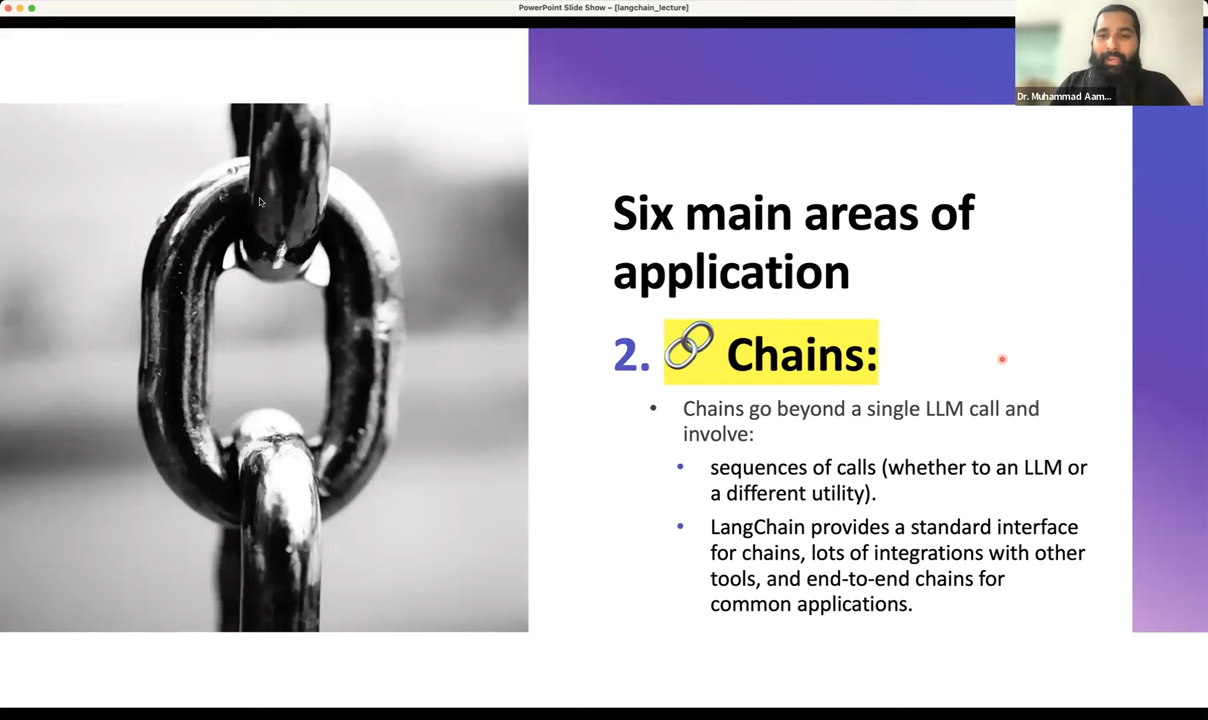 PowerPoint Slide Show – [langchain_lecture]
Dr. Muhammad Aam...
Six main areas of
application
2. Chains:
• Chains go beyond a single LLM call and
involve:
• sequences of calls (whether to an LLM or
a different utility).
• LangChain provides a standard interface
for chains, lots of integrations with other
tools, and end-to-end chains for
common applications.